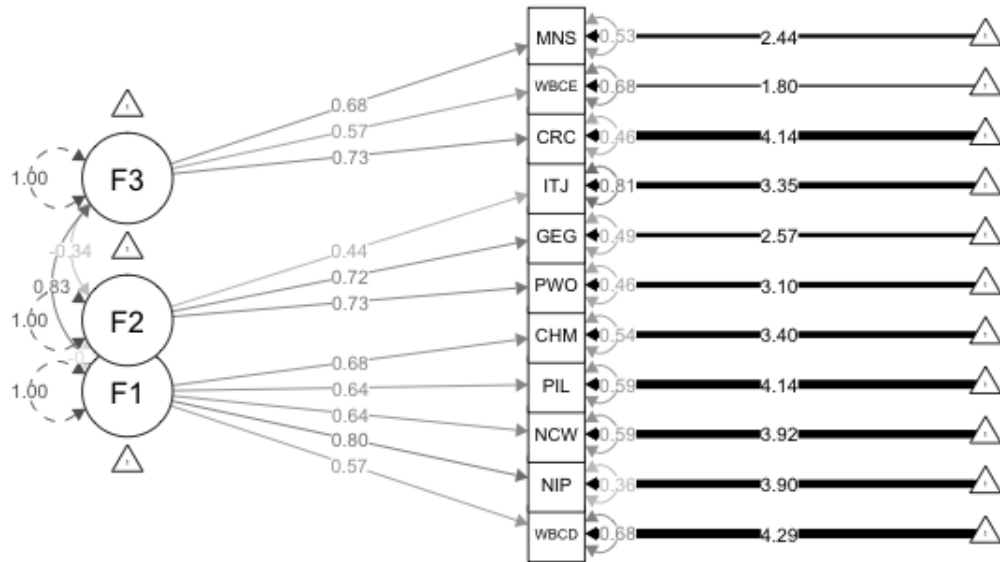 MNS 0.53 2.44
WBCE 0.68 1.80
0.68
0.57
CRC 0.46 4.14
0.73
F3
1.00
ITJ 0.81 3.35
GEG 0.49 2.57
-0.34
0.44
0.72
0.83
PWO 0.46 3.10
0.73
F2
1.00
CHM 0.54 3.40
0.68
PIL 0.59 4.14
0.64
F1
1.00
0.64
NCW 0.59 3.92
0.80
0.57
NIP 0.36 3.90
WBCD 0.68 4.29